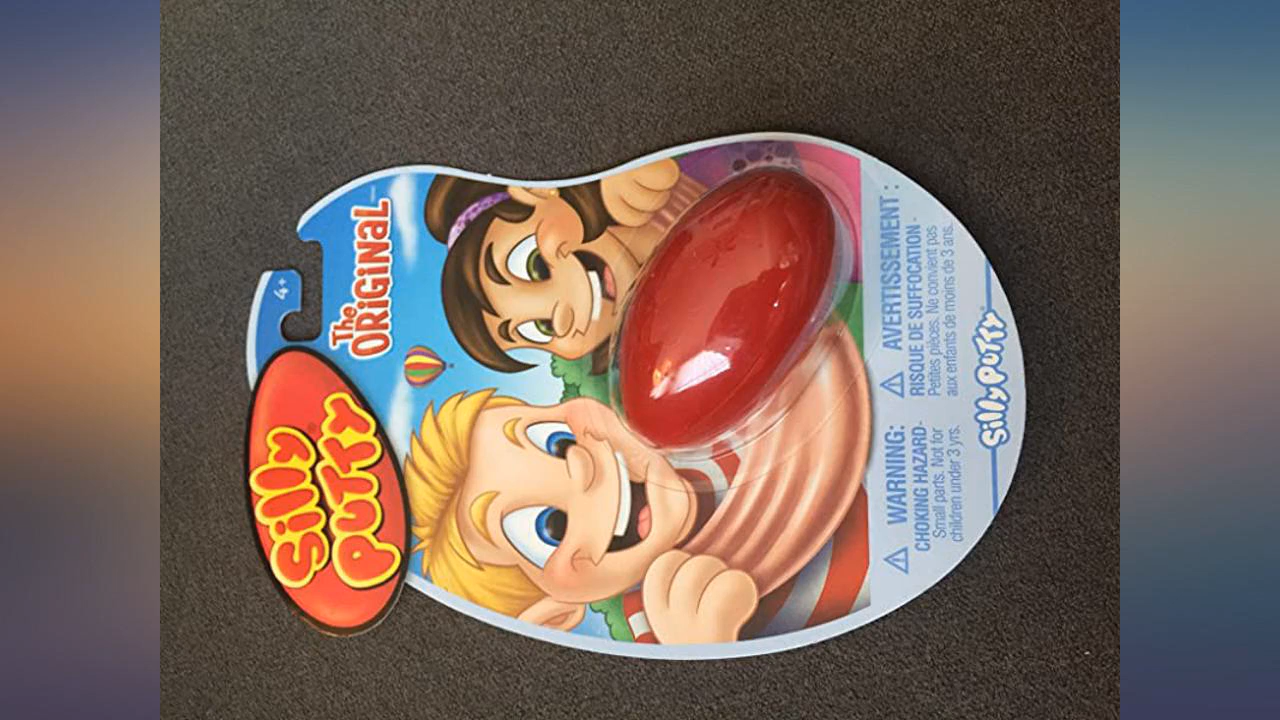 Silly
PUTTY
4+
The
ORiGiNaL
WARNING:
CHOKING HAZARD-
Small parts. Not for
children under 3 yrs.
AVERTISSEMENT :
RISQUE DE SUFFOCATION -
Petites pièces. Ne convient pas
aux enfants de moins de 3 ans.
Silly PUTTY